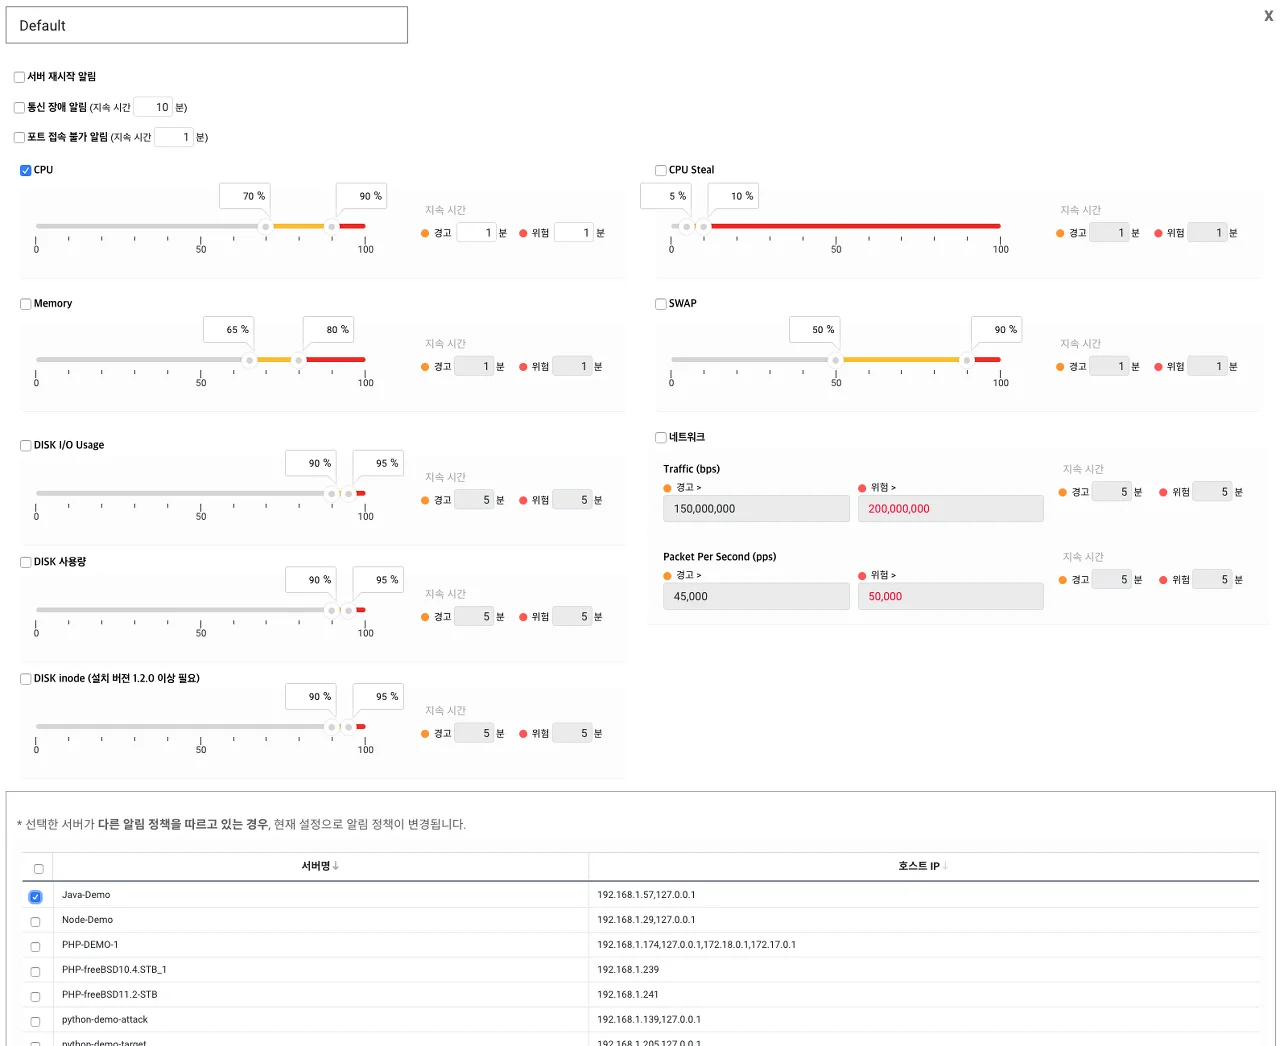 Default
X
서버 재시작 알림
통신 장애 알림 (지속 시간 10 분)
포트 접속 불가 알림 (지속 시간 1 분)
CPU
70 % 90 %
0 50 100
지속 시간
경고 1 분 위험 1 분
CPU Steal
5 % 10 %
0 50 100
지속 시간
경고 1 분 위험 1 분
Memory
65 % 80 %
0 50 100
지속 시간
경고 1 분 위험 1 분
SWAP
50 % 90 %
0 50 100
지속 시간
경고 1 분 위험 1 분
DISK I/O Usage
90 % 95 %
0 50 100
지속 시간
경고 5 분 위험 5 분
DISK 사용량
90 % 95 %
0 50 100
지속 시간
경고 5 분 위험 5 분
DISK inode (설치 버젼 1.2.0 이상 필요)
90 % 95 %
0 50 100
지속 시간
경고 5 분 위험 5 분
네트워크
Traffic (bps)
경고 > 위험 >
150,000,000 200,000,000
지속 시간
경고 5 분 위험 5 분
Packet Per Second (pps)
경고 > 위험 >
45,000 50,000
지속 시간
경고 5 분 위험 5 분
* 선택한 서버가 다른 알림 정책을 따르고 있는 경우, 현재 설정으로 알림 정책이 변경됩니다.
서버명↓ 호스트 IP↓
Java-Demo 192.168.1.57,127.0.0.1
Node-Demo 192.168.1.29,127.0.0.1
PHP-DEMO-1 192.168.1.174,127.0.0.1,172.18.0.1,172.17.0.1
PHP-freeBSD10.4.STB_1 192.168.1.239
PHP-freeBSD11.2-STB 192.168.1.241
python-demo-attack 192.168.1.139,127.0.0.1
python-demo-target 192.168.1.205,127.0.0.1